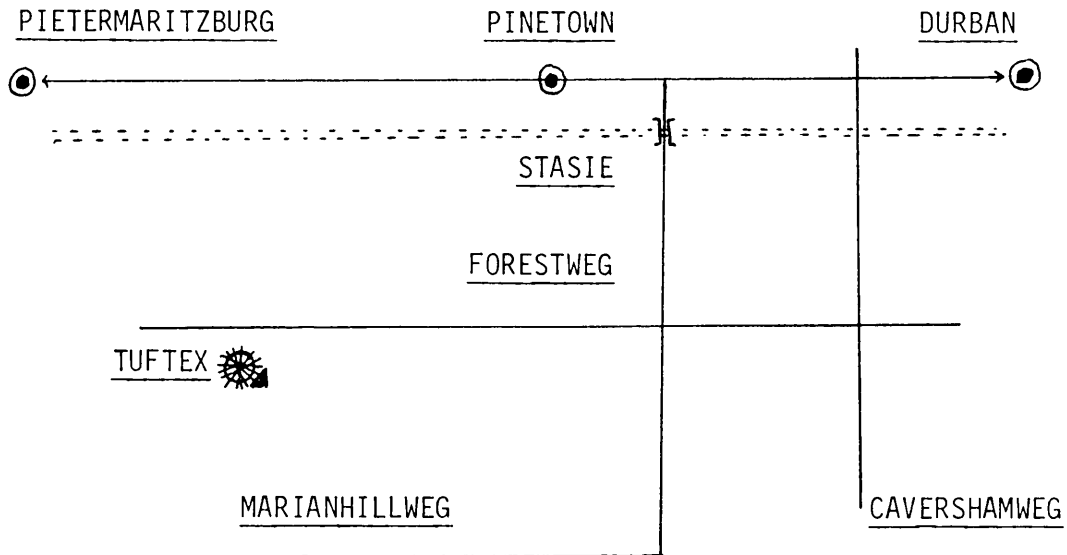 PIETERMARITZBURG PINETOWN DURBAN
STASIE
FORESTWEG
TUFTEX
MARIANHILLWEG CAVERSHAMWEG